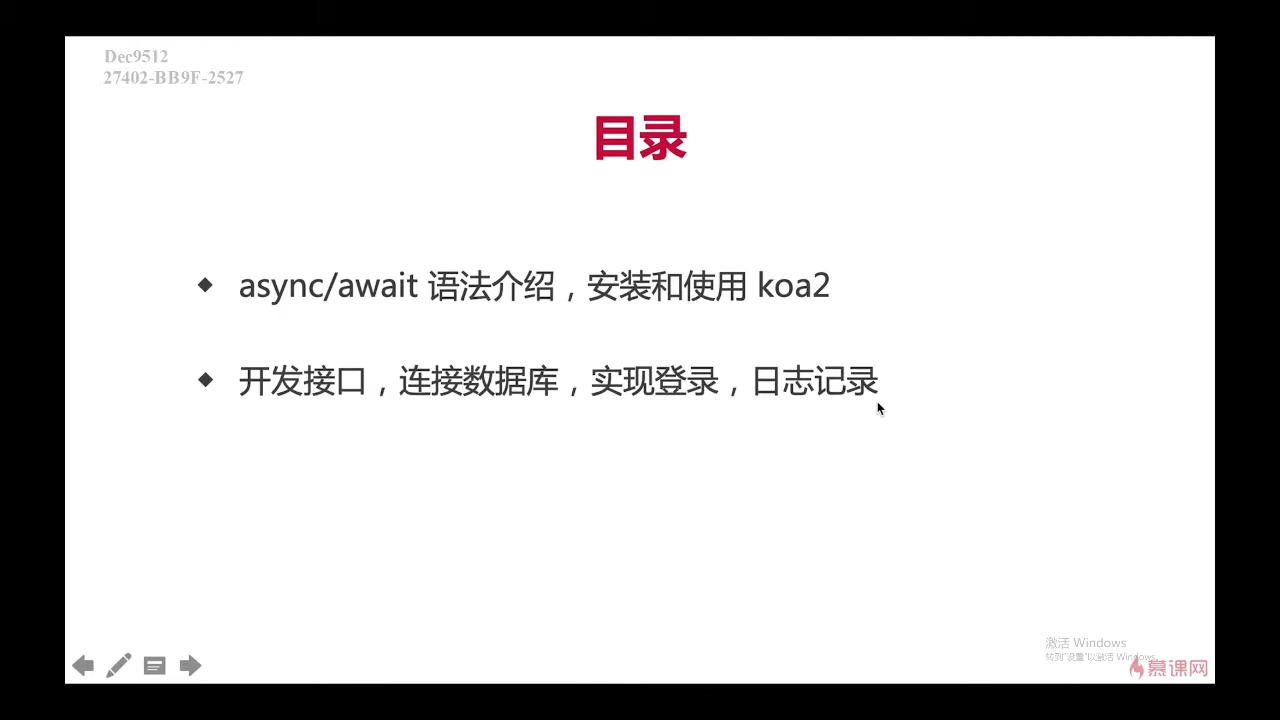 Dec9512
27402-BB9F-2527
目录
◆ async/await 语法介绍，安装和使用 koa2
◆ 开发接口，连接数据库，实现登录，日志记录
激活 Windows
转到"设置"以激活 Windows。
慕课网